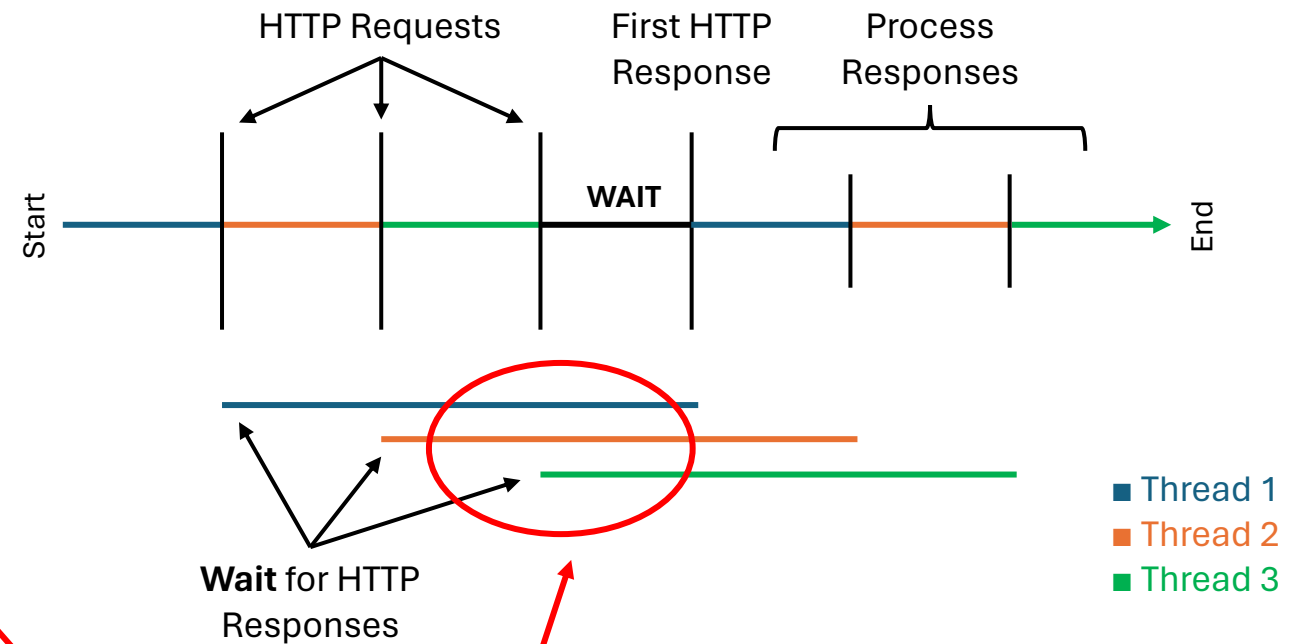 HTTP Requests
First HTTP
Response
Process
Responses
Start
WAIT
End
Wait for HTTP
Responses
Thread 1
Thread 2
Thread 3